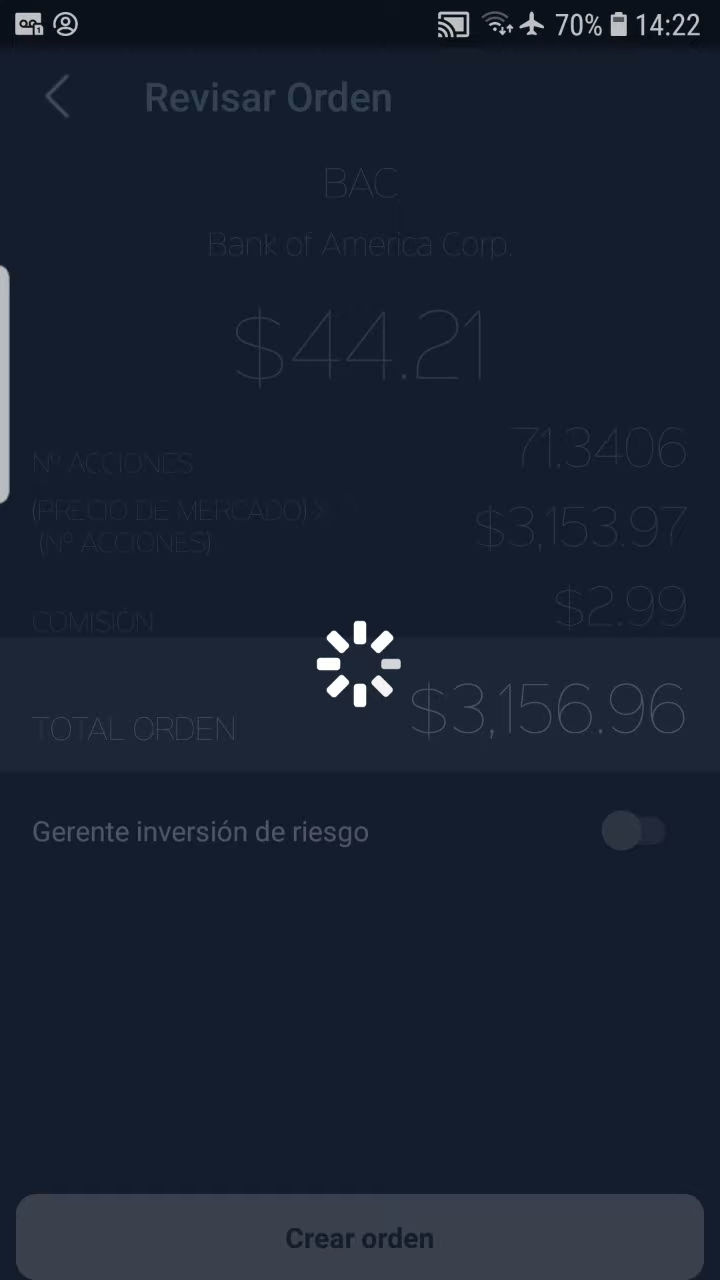 70% 14:22
Revisar Orden
BAC
Bank of America Corp.
$44.21
Nº ACCIONES 71.3406
(PRECIO DE MERCADO) X
(Nº ACCIONES) $3,153.97
COMISIÓN $2.99
TOTAL ORDEN $3,156.96
Gerente inversión de riesgo
Crear orden